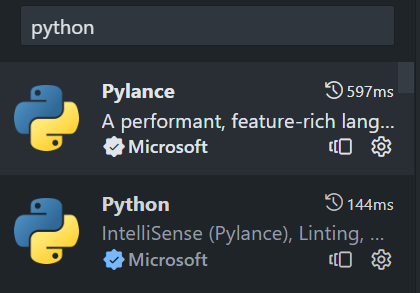 python
Pylance
597ms
A performant, feature-rich lang...
Microsoft
Python
144ms
IntelliSense (Pylance), Linting, ...
Microsoft